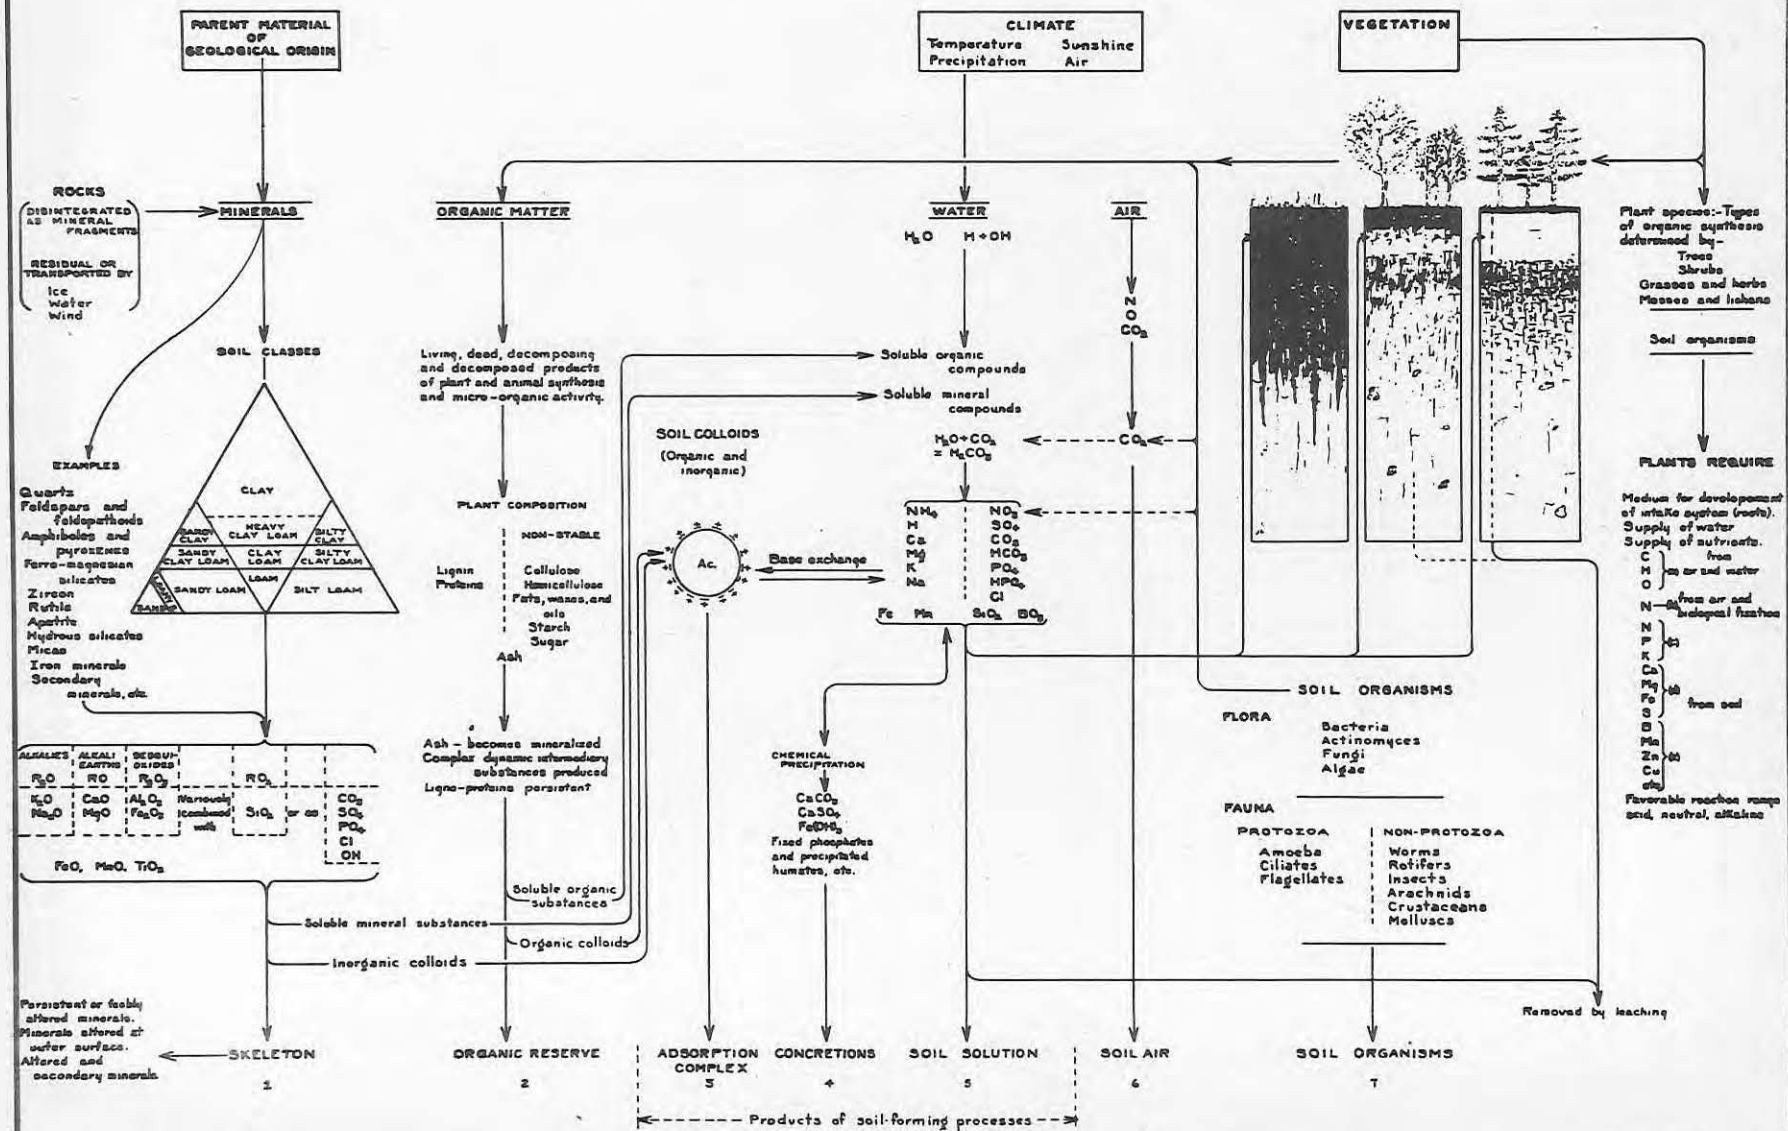 PARENT MATERIAL
OF
GEOLOGICAL ORIGIN
CLIMATE
Temperature Sunshine
Precipitation Air
VEGETATION
ROCKS
DISINTEGRATED
AS MINERAL
FRAGMENTS
RESIDUAL OR
TRANSPORTED BY
Ice
Water
Wind
MINERALS
ORGANIC MATTER
WATER
H₂O H+OH
AIR
N
O
CO₂
Plant species:-Types
of organic synthesis
determined by-
Trees
Shrubs
Grasses and herbs
Mosses and lichens
Soil organisms
SOIL CLASSES
CLAY
SANDY
CLAY
HEAVY
CLAY LOAM
SILTY
CLAY
SANDY
CLAY LOAM
CLAY
LOAM
SILTY
CLAY LOAM
LOAM
SANDY LOAM
SILT LOAM
EXAMPLES
Quartz
Feldspars and
feldspathoids
Amphiboles and
pyroxenes
Ferro-magnesian
silicates
Zircon
Rutile
Apatite
Hydrous silicates
Micas
Iron minerals
Secondary
minerals, etc.
Living, dead, decomposing
and decomposed products
of plant and animal synthesis
and micro-organic activity.
Soluble organic
compounds
Soluble mineral
compounds
H₂O+CO₂
= H₂CO₃
CO₂
SOIL COLLOIDS
(Organic and
inorganic)
Ac.
Base exchange
PLANT COMPOSITION
NON-STABLE
Lignin
Proteins
Cellulose
Hemicellulose
Fats, waxes, and
oils
Starch
Sugar
Ash
NH₄ NO₃
H SO₄
Ca CO₃
Mg HCO₃
K PO₄
Na HPO₄
Cl
Fe Mn SiO₂ BO₃
PLANTS REQUIRE
Medium for developement
of intake system (roots).
Supply of water
Supply of nutrients.
C
H
O
from
air and water
N
from air and
biological fixation
N
P
K
Ca
Mg
Fe
S
B
Mn
Zn
Cu
etc.
from soil
Favorable reaction range
acid, neutral, alkaline
Ash - becomes mineralized
Complex dynamic intermediary
substances produced
Ligno-proteins persistent
CHEMICAL
PRECIPITATION
CaCO₃
CaSO₄
Fe(OH)₃
Fixed phosphates
and precipitated
humates, etc.
SOIL ORGANISMS
FLORA
Bacteria
Actinomyces
Fungi
Algae
FAUNA
PROTOZOA
Amoeba
Ciliates
Flagellates
NON-PROTOZOA
Worms
Rotifers
Insects
Arachnids
Crustaceans
Molluscs
ALKALIES
R₂O
K₂O
Na₂O
ALKALI
EARTHS
RO
CaO
MgO
SESQUI-
OXIDES
R₂O₃
Al₂O₃
Fe₂O₃
Variously
combined
with
RO₂
SiO₂
or as
CO₃
SO₄
PO₄
Cl
OH
FeO, MnO, TiO₂
Soluble organic
substances
Soluble mineral substances
Organic colloids
Inorganic colloids
Persistent or feebly
altered minerals.
Minerals altered at
outer surface.
Altered and
secondary minerals
Removed by leaching
SKELETON
1
ORGANIC RESERVE
2
ADSORPTION
COMPLEX
3
CONCRETIONS
4
SOIL SOLUTION
5
SOIL AIR
6
SOIL ORGANISMS
7
Products of soil-forming processes